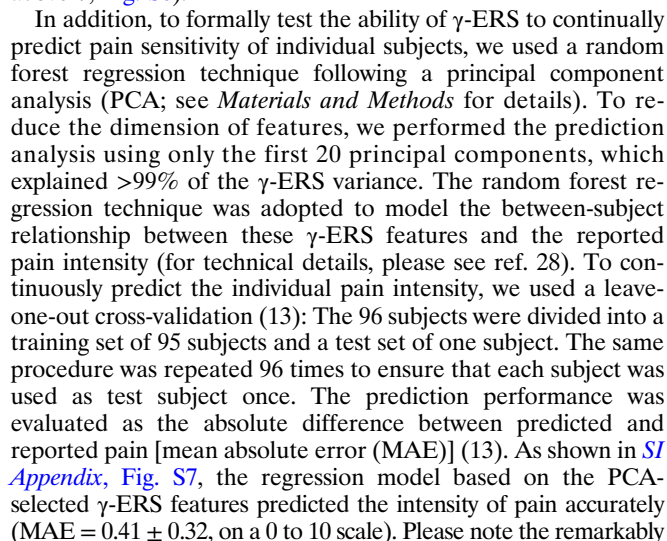 In addition, to formally test the ability of γ-ERS to continually
predict pain sensitivity of individual subjects, we used a random
forest regression technique following a principal component
analysis (PCA; see Materials and Methods for details). To re-
duce the dimension of features, we performed the prediction
analysis using only the first 20 principal components, which
explained >99% of the γ-ERS variance. The random forest re-
gression technique was adopted to model the between-subject
relationship between these γ-ERS features and the reported
pain intensity (for technical details, please see ref. 28). To con-
tinuously predict the individual pain intensity, we used a leave-
one-out cross-validation (13): The 96 subjects were divided into a
training set of 95 subjects and a test set of one subject. The same
procedure was repeated 96 times to ensure that each subject was
used as test subject once. The prediction performance was
evaluated as the absolute difference between predicted and
reported pain [mean absolute error (MAE)] (13). As shown in SI
Appendix, Fig. S7, the regression model based on the PCA-
selected γ-ERS features predicted the intensity of pain accurately
(MAE = 0.41 ± 0.32, on a 0 to 10 scale). Please note the remarkably